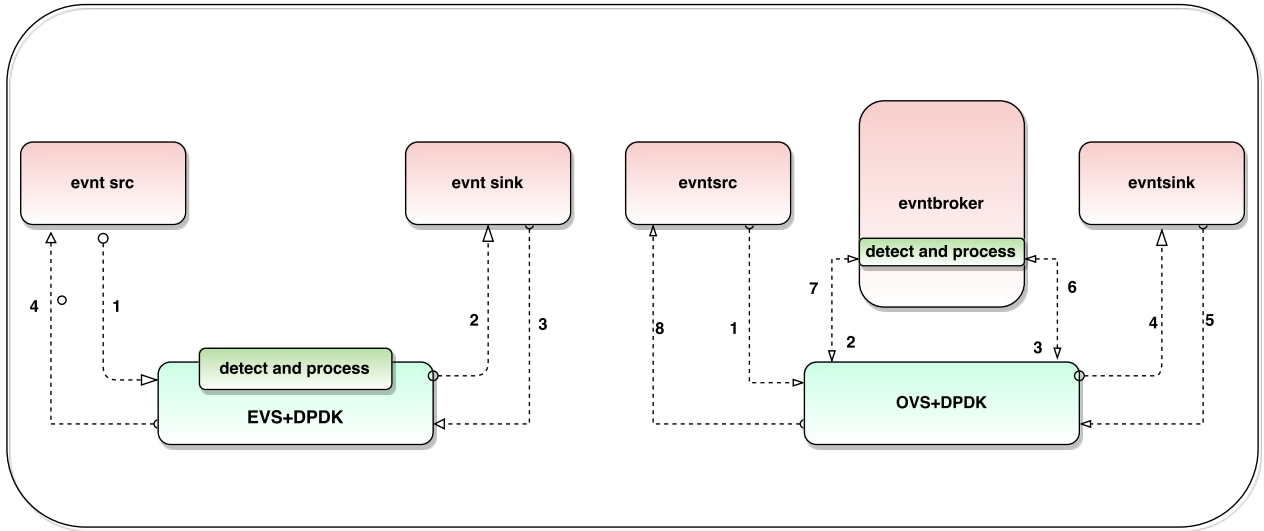 evnt src
evnt sink
4
1
2
3
detect and process
EVS+DPDK
evntsrc
evntbroker
evntsink
detect and process
7
6
8
1
2
3
4
5
OVS+DPDK